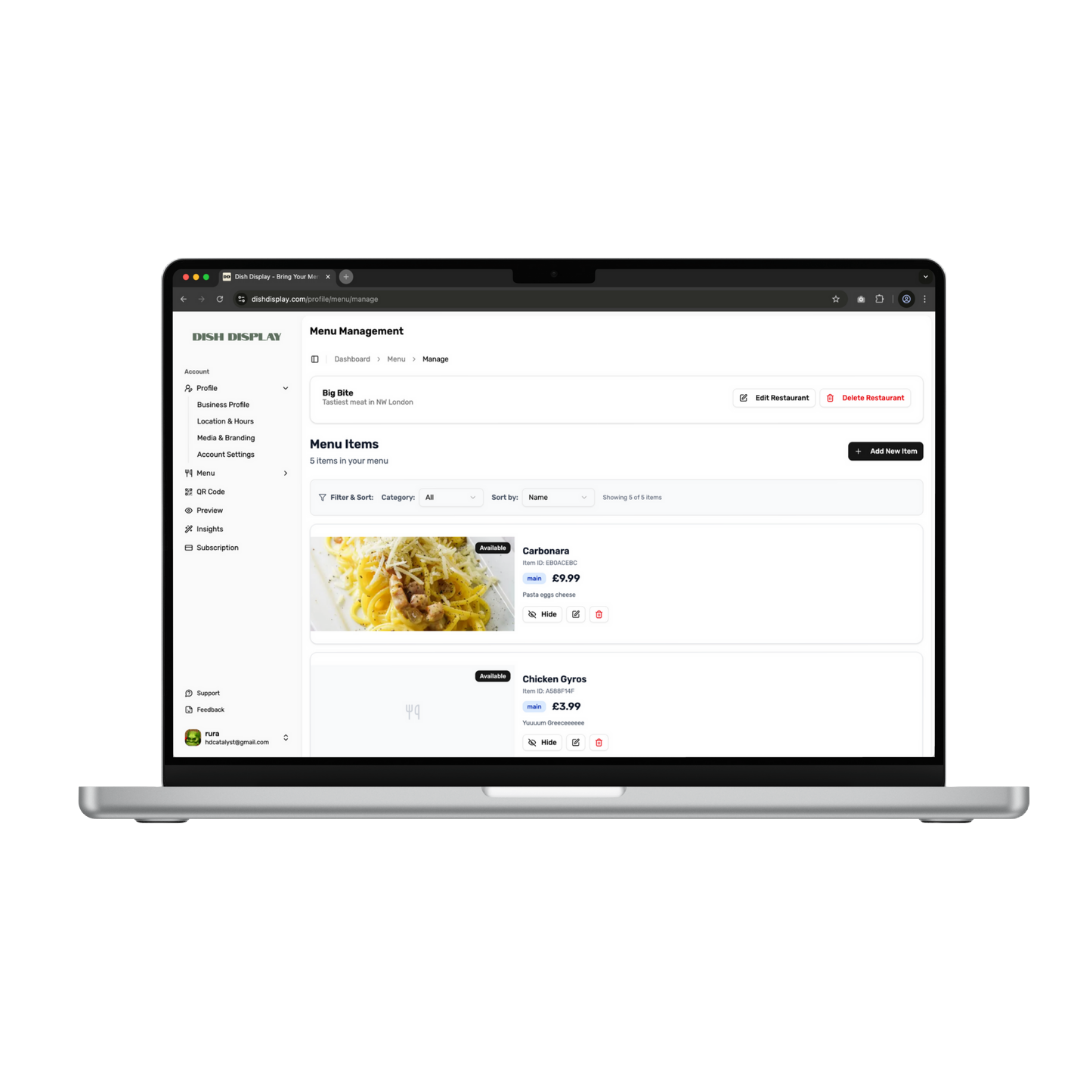 Dish Display - Bring Your Me
dishdisplay.com/profile/menu/manage
DISH DISPLAY
Account
Profile
Business Profile
Location & Hours
Media & Branding
Account Settings
Menu
QR Code
Preview
Insights
Subscription
Support
Feedback
rura
hdcatalyst@gmail.com
Menu Management
Dashboard > Menu > Manage
Big Bite
Tastiest meat in NW London
Edit Restaurant
Delete Restaurant
Menu Items
5 items in your menu
+ Add New Item
Filter & Sort: Category: All Sort by: Name Showing 5 of 5 items
Available
Carbonara
Item ID: EB0ACEBC
main £9.99
Pasta eggs cheese
Hide
Available
Chicken Gyros
Item ID: A588F14F
main £3.99
Yuuuum Greeceeeeee
Hide